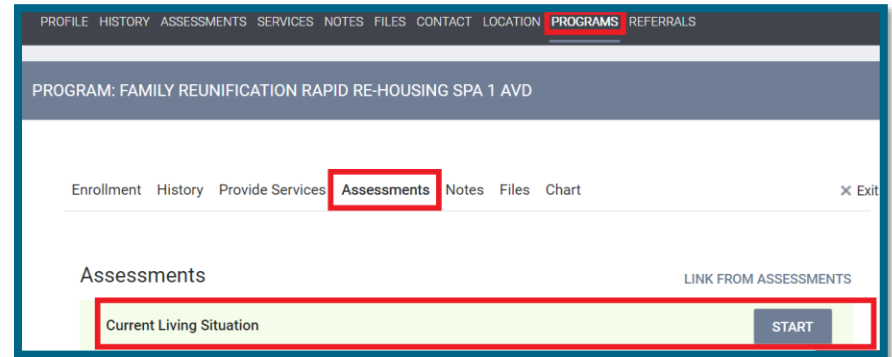 PROFILE HISTORY ASSESSMENTS SERVICES NOTES FILES CONTACT LOCATION PROGRAMS REFERRALS
PROGRAM: FAMILY REUNIFICATION RAPID RE-HOUSING SPA 1 AVD
Enrollment History Provide Services Assessments Notes Files Chart × Exit
Assessments LINK FROM ASSESSMENTS
Current Living Situation START